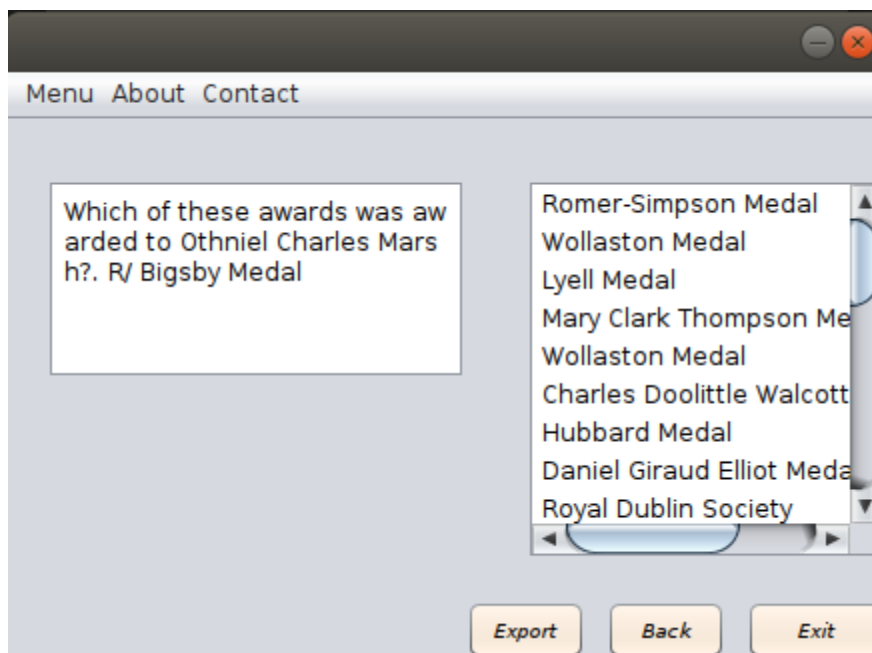 Menu About Contact
Which of these awards was aw
arded to Othniel Charles Mars
h?. R/ Bigsby Medal
Romer-Simpson Medal
Wollaston Medal
Lyell Medal
Mary Clark Thompson Me
Wollaston Medal
Charles Doolittle Walcott
Hubbard Medal
Daniel Giraud Elliot Meda
Royal Dublin Society
Export Back Exit